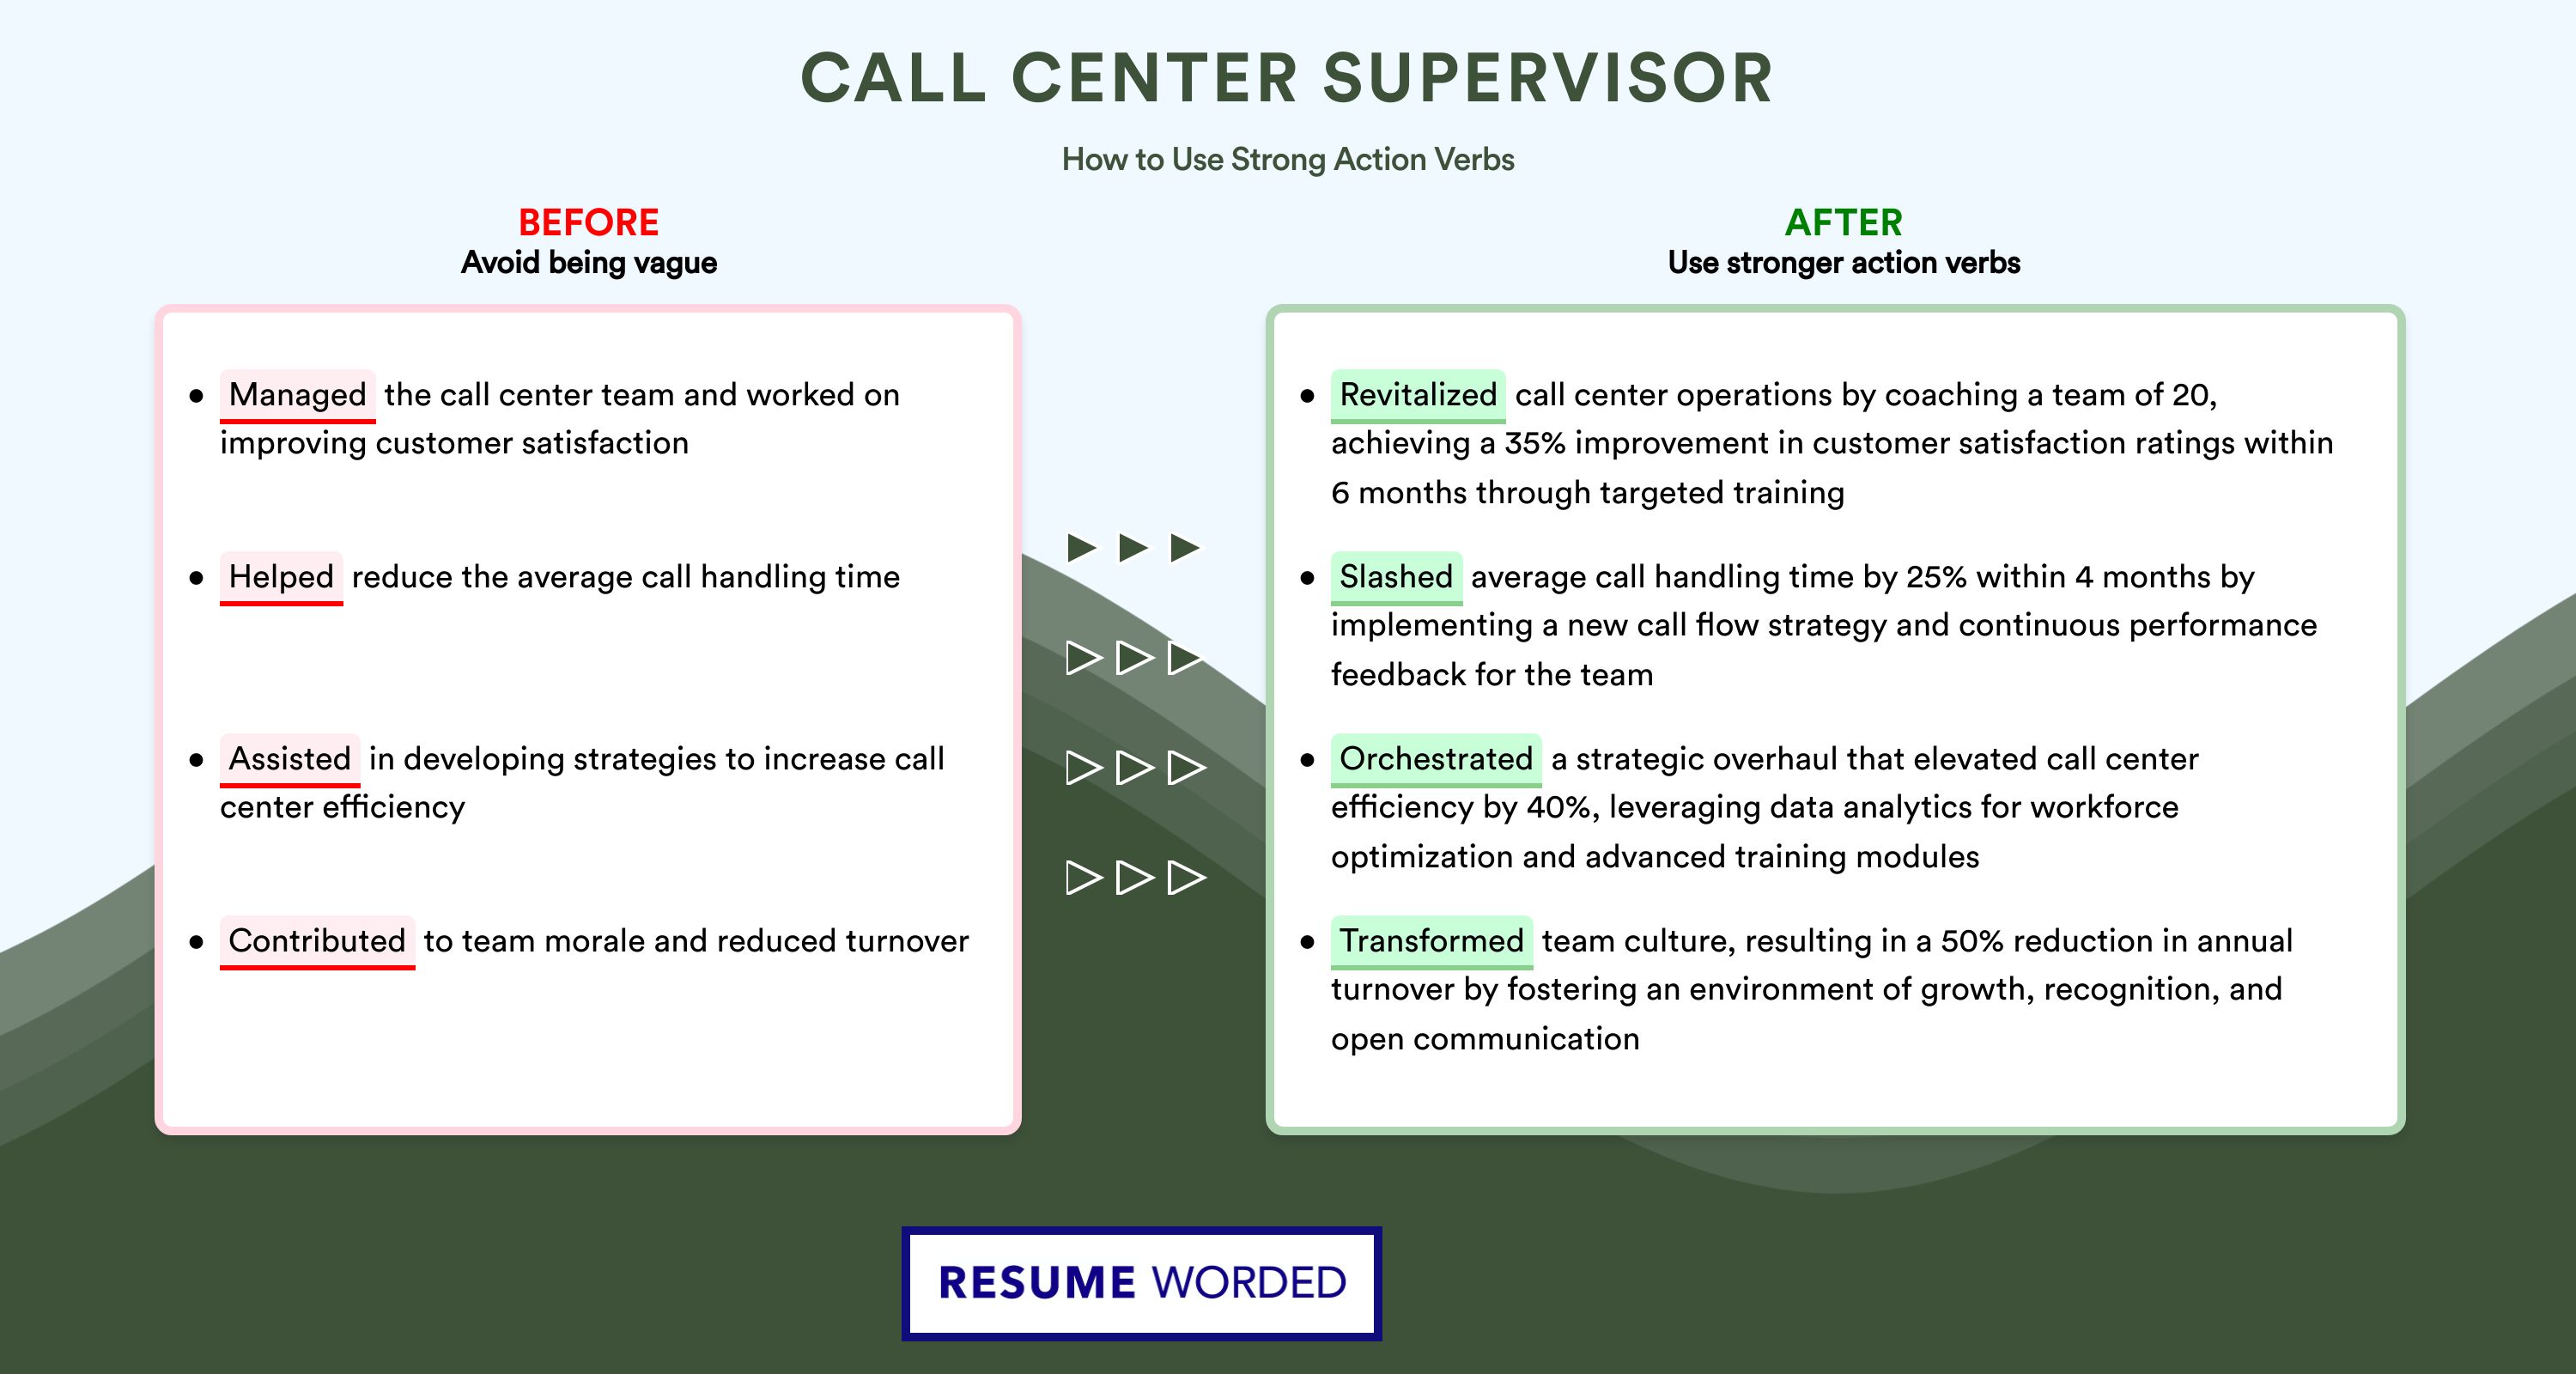 CALL CENTER SUPERVISOR
How to Use Strong Action Verbs
BEFORE
Avoid being vague
• Managed the call center team and worked on
improving customer satisfaction
• Helped reduce the average call handling time
• Assisted in developing strategies to increase call
center efficiency
• Contributed to team morale and reduced turnover
AFTER
Use stronger action verbs
• Revitalized call center operations by coaching a team of 20,
achieving a 35% improvement in customer satisfaction ratings within
6 months through targeted training
• Slashed average call handling time by 25% within 4 months by
implementing a new call flow strategy and continuous performance
feedback for the team
• Orchestrated a strategic overhaul that elevated call center
efficiency by 40%, leveraging data analytics for workforce
optimization and advanced training modules
• Transformed team culture, resulting in a 50% reduction in annual
turnover by fostering an environment of growth, recognition, and
open communication
RESUME WORDED